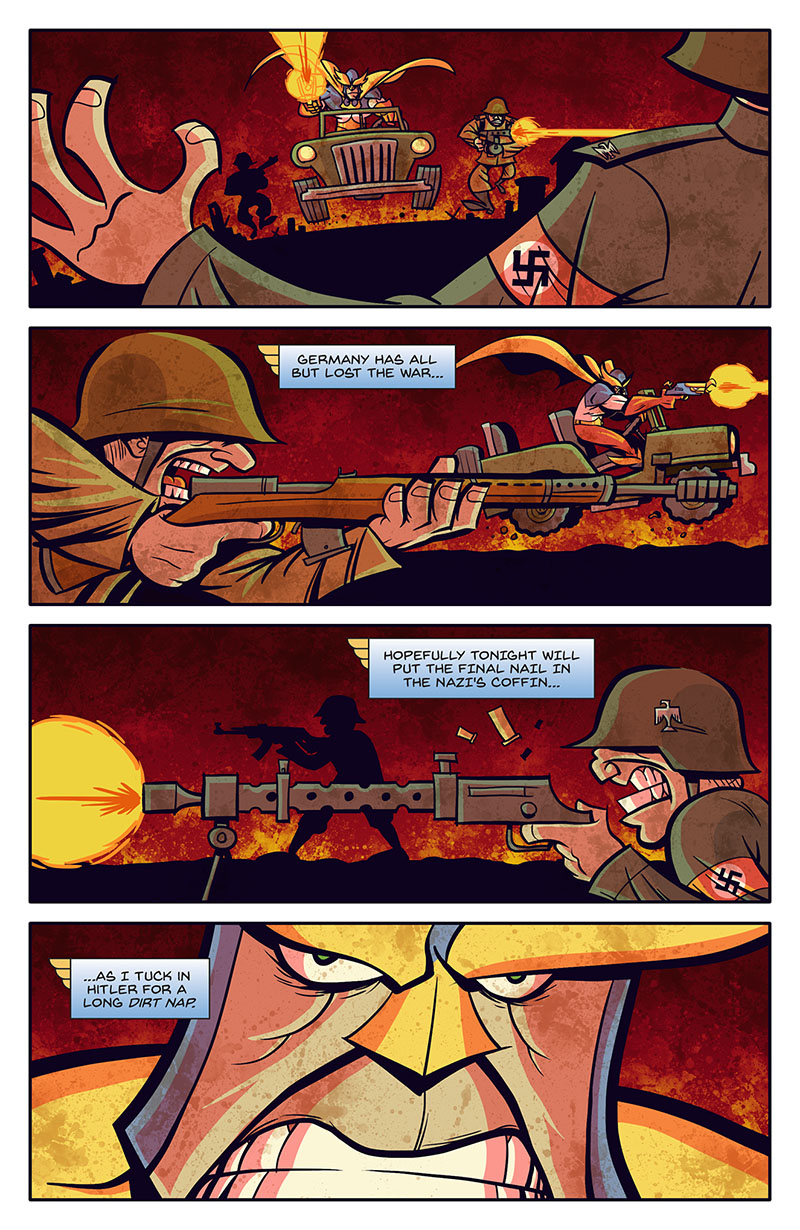 GERMANY HAS ALL
BUT LOST THE WAR...
HOPEFULLY TONIGHT WILL
PUT THE FINAL NAIL IN
THE NAZI'S COFFIN...
...AS I TUCK IN
HITLER FOR A
LONG DIRT NAP.